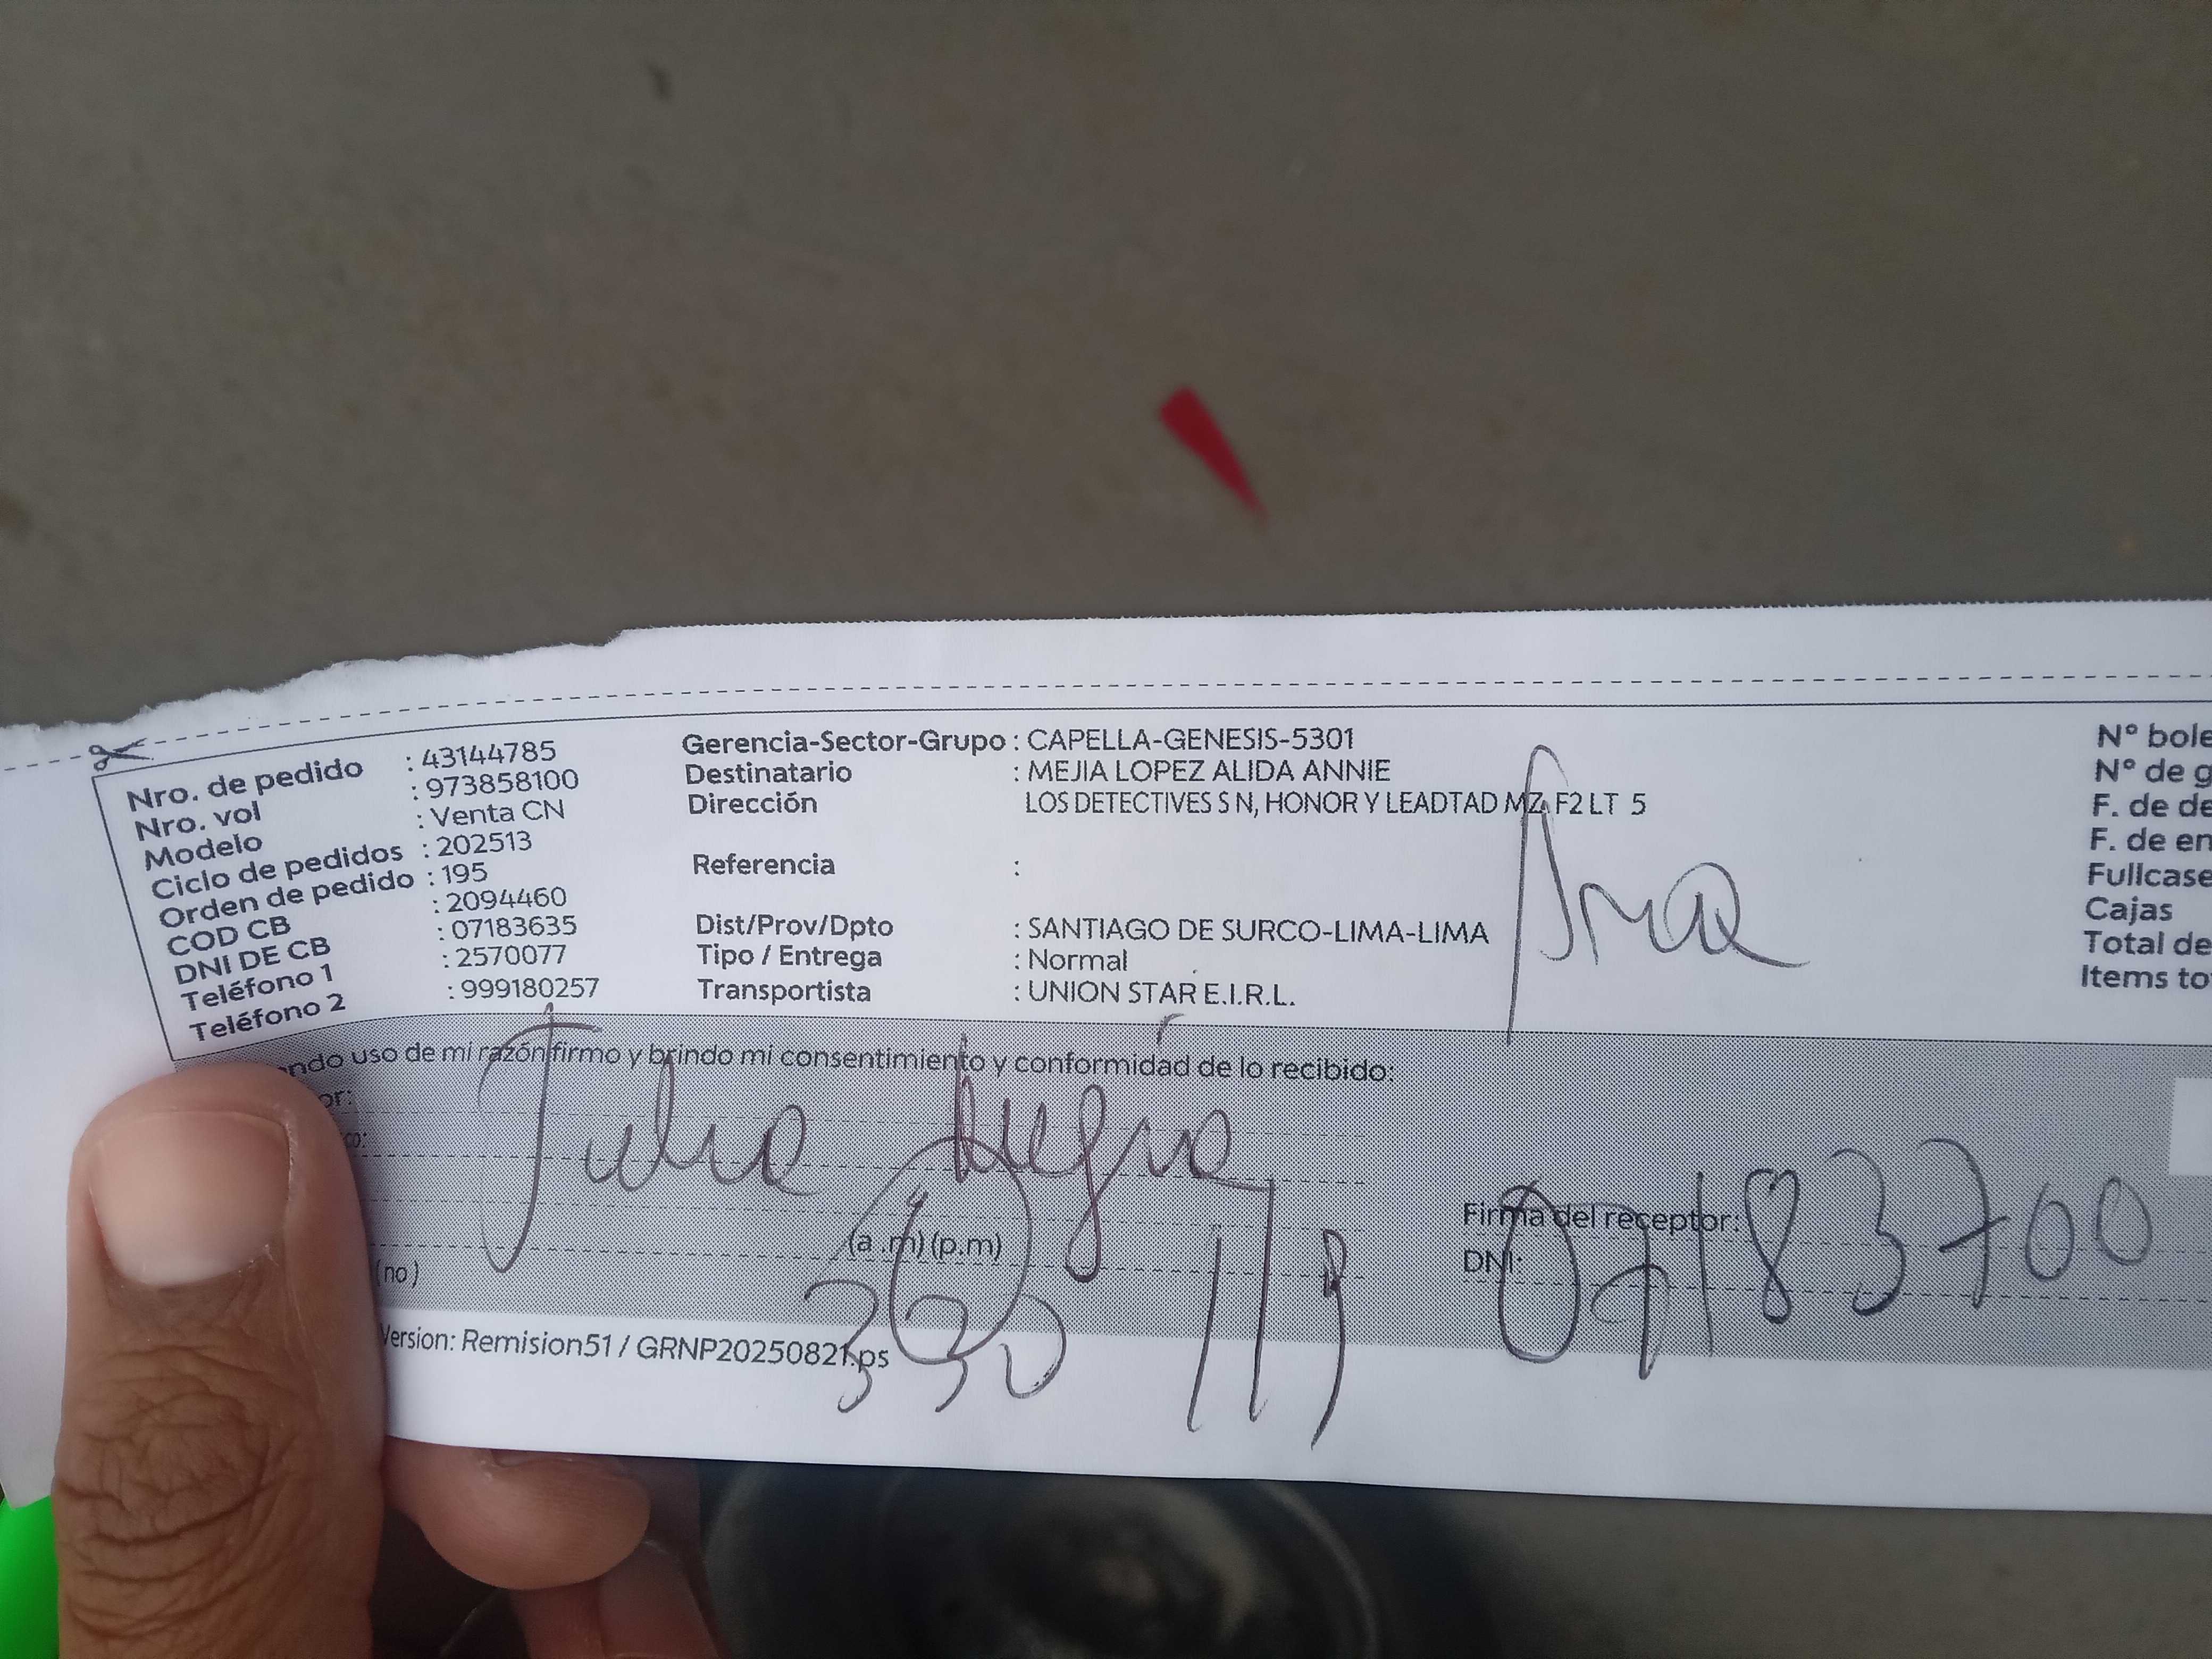 Nro. de pedido : 43144785
Nro. vol : 973858100
Modelo : Venta CN
Ciclo de pedidos : 202513
Orden de pedido : 195
COD CB : 2094460
DNI DE CB : 07183635
Teléfono 1 : 2570077
Teléfono 2 : 999180257
Gerencia-Sector-Grupo : CAPELLA-GENESIS-5301
Destinatario : MEJIA LOPEZ ALIDA ANNIE
Dirección LOS DETECTIVES S N, HONOR Y LEADTAD MZ F2 LT 5
Referencia :
Dist/Prov/Dpto : SANTIAGO DE SURCO-LIMA-LIMA
Tipo / Entrega : Normal
Transportista : UNION STAR E.I.R.L.
N° bole
N° de g
F. de de
F. de en
Fullcase
Cajas
Total de
Items to
ndo uso de mi razón firmo y brindo mi consentimiento y conformidad de lo recibido:
or:
co:
Julia
(a .m) (p.m)
(no)
330
Firma del receptor:
DNI: 07183700
Version: Remision51 / GRNP20250821.ps